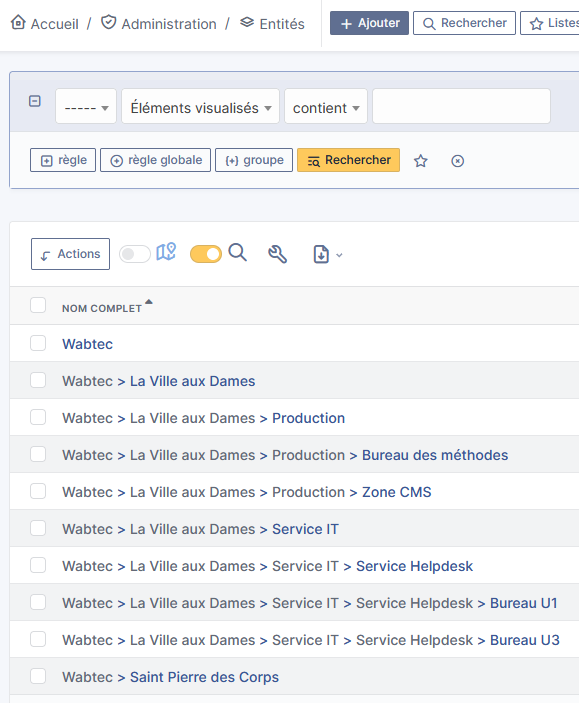 Accueil / Administration / Entités + Ajouter Rechercher Listes
----- Éléments visualisés contient
règle règle globale {+} groupe Rechercher
Actions
NOM COMPLET
Wabtec
Wabtec > La Ville aux Dames
Wabtec > La Ville aux Dames > Production
Wabtec > La Ville aux Dames > Production > Bureau des méthodes
Wabtec > La Ville aux Dames > Production > Zone CMS
Wabtec > La Ville aux Dames > Service IT
Wabtec > La Ville aux Dames > Service IT > Service Helpdesk
Wabtec > La Ville aux Dames > Service IT > Service Helpdesk > Bureau U1
Wabtec > La Ville aux Dames > Service IT > Service Helpdesk > Bureau U3
Wabtec > Saint Pierre des Corps